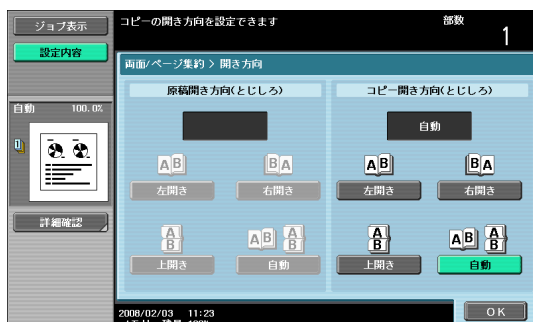 ジョブ表示
設定内容
コピーの開き方向を設定できます
部数
1
両面/ページ集約 > 開き方向
自動 100.0%
詳細確認
原稿開き方向(とじしろ)
A B
左開き
B A
右開き
A
B
上開き
A B A
B
自動
コピー開き方向(とじしろ)
自動
A B
左開き
B A
右開き
A
B
上開き
A B A
B
自動
2008/02/03 11:23
OK